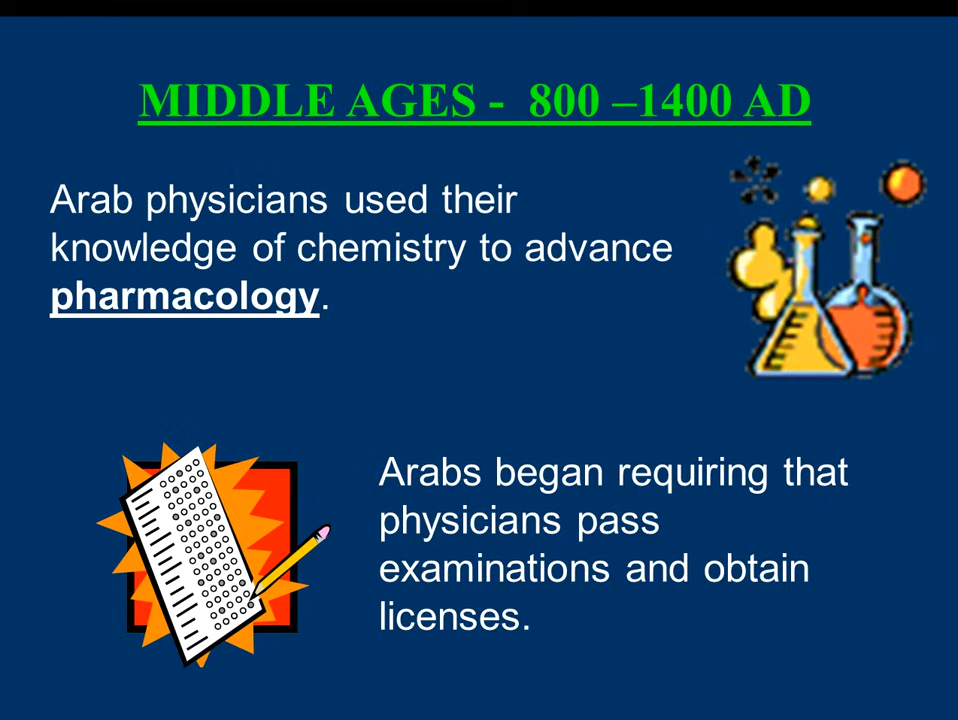 MIDDLE AGES - 800 –1400 AD
Arab physicians used their
knowledge of chemistry to advance
pharmacology.
Arabs began requiring that
physicians pass
examinations and obtain
licenses.